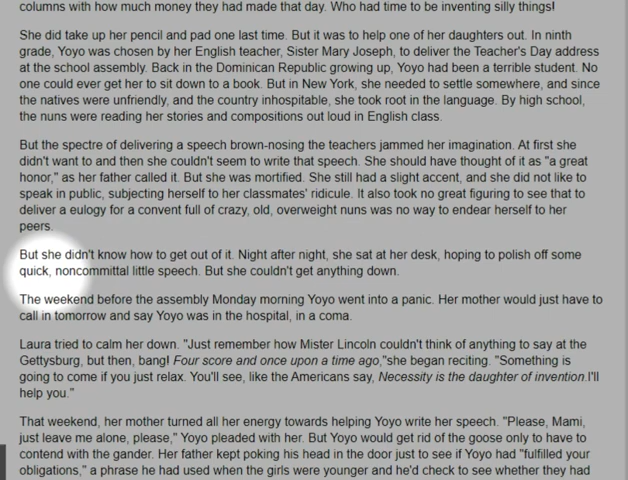 columns with how much money they had made that day. Who had time to be inventing silly things!
She did take up her pencil and pad one last time. But it was to help one of her daughters out. In ninth
grade, Yoyo was chosen by her English teacher, Sister Mary Joseph, to deliver the Teacher's Day address
at the school assembly. Back in the Dominican Republic growing up, Yoyo had been a terrible student. No
one could ever get her to sit down to a book. But in New York, she needed to settle somewhere, and since
the natives were unfriendly, and the country inhospitable, she took root in the language. By high school,
the nuns were reading her stories and compositions out loud in English class.
But the spectre of delivering a speech brown-nosing the teachers jammed her imagination. At first she
didn't want to and then she couldn't seem to write that speech. She should have thought of it as "a great
honor," as her father called it. But she was mortified. She still had a slight accent, and she did not like to
speak in public, subjecting herself to her classmates' ridicule. It also took no great figuring to see that to
deliver a eulogy for a convent full of crazy, old, overweight nuns was no way to endear herself to her
peers.
But she didn't know how to get out of it. Night after night, she sat at her desk, hoping to polish off some
quick, noncommittal little speech. But she couldn't get anything down.
The weekend before the assembly Monday morning Yoyo went into a panic. Her mother would just have to
call in tomorrow and say Yoyo was in the hospital, in a coma.
Laura tried to calm her down. "Just remember how Mister Lincoln couldn't think of anything to say at the
Gettysburg, but then, bang! Four score and once upon a time ago,"she began reciting. "Something is
going to come if you just relax. You'll see, like the Americans say, Necessity is the daughter of invention.I'll
help you."
That weekend, her mother turned all her energy towards helping Yoyo write her speech. "Please, Mami,
just leave me alone, please," Yoyo pleaded with her. But Yoyo would get rid of the goose only to have to
contend with the gander. Her father kept poking his head in the door just to see if Yoyo had "fulfilled your
obligations," a phrase he had used when the girls were younger and he'd check to see whether they had